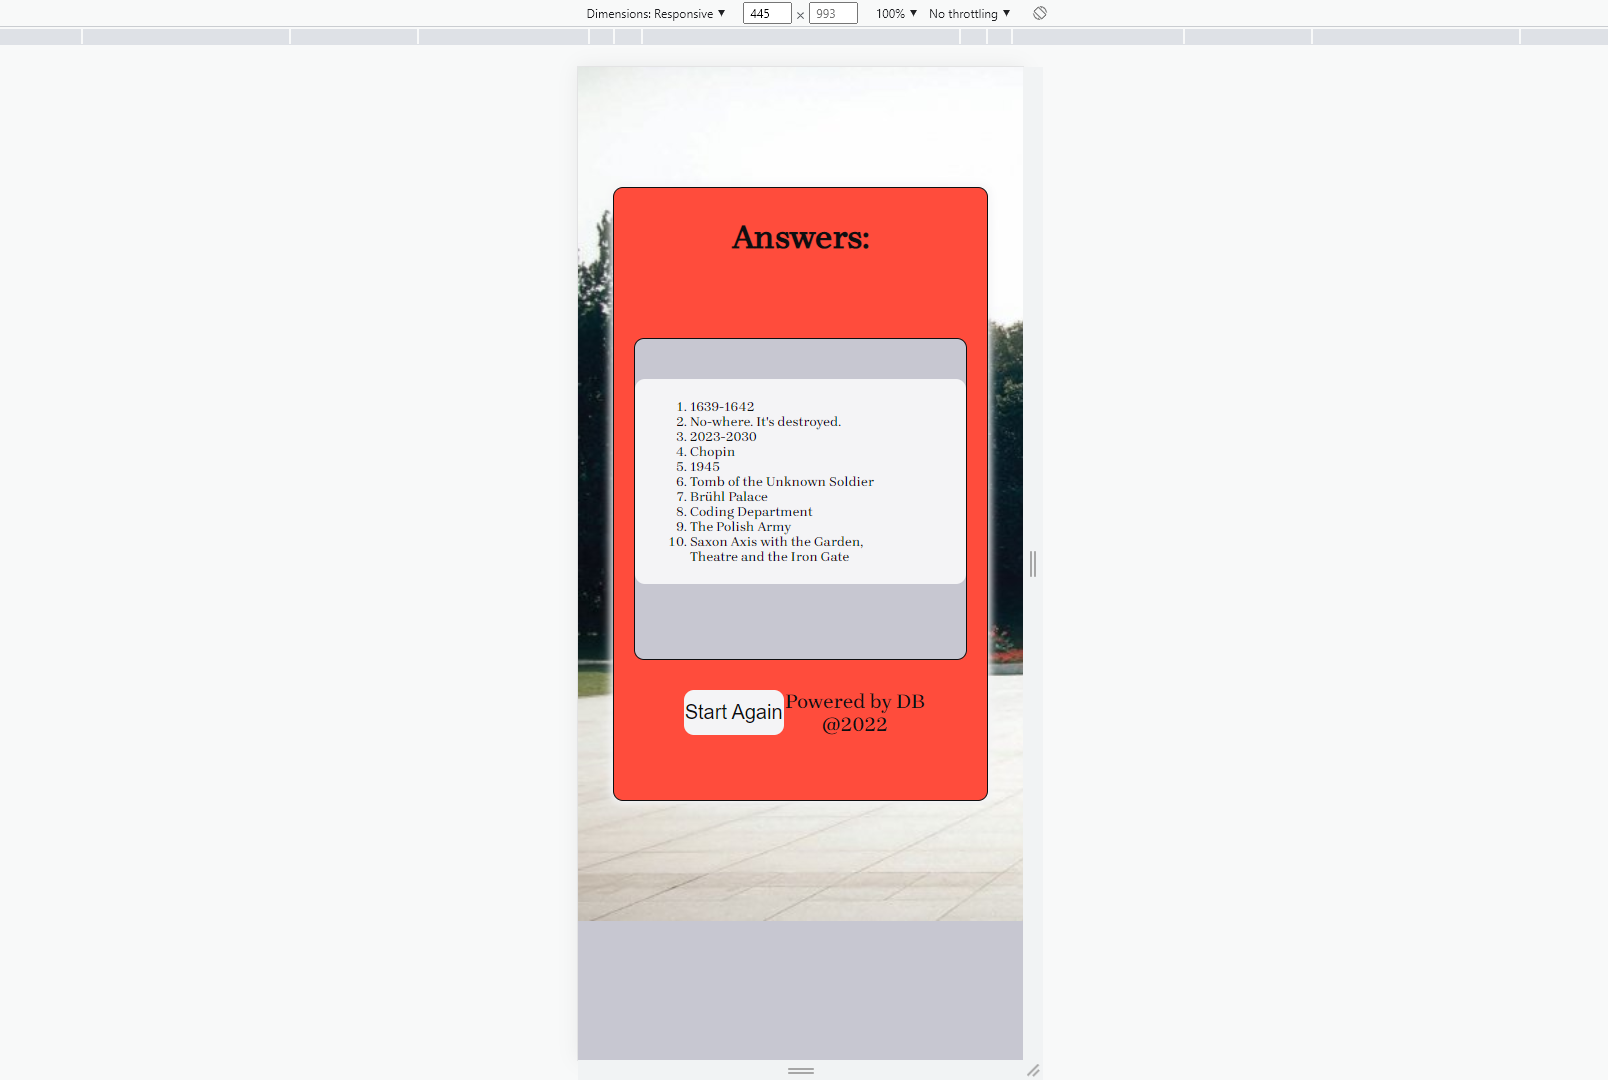 Dimensions: Responsive ▼ 445 × 993 100% ▼ No throttling ▼
Answers:
1. 1639-1642
2. No-where. It's destroyed.
3. 2023-2030
4. Chopin
5. 1945
6. Tomb of the Unknown Soldier
7. Brühl Palace
8. Coding Department
9. The Polish Army
10. Saxon Axis with the Garden,
Theatre and the Iron Gate
Start Again
Powered by DB
@2022